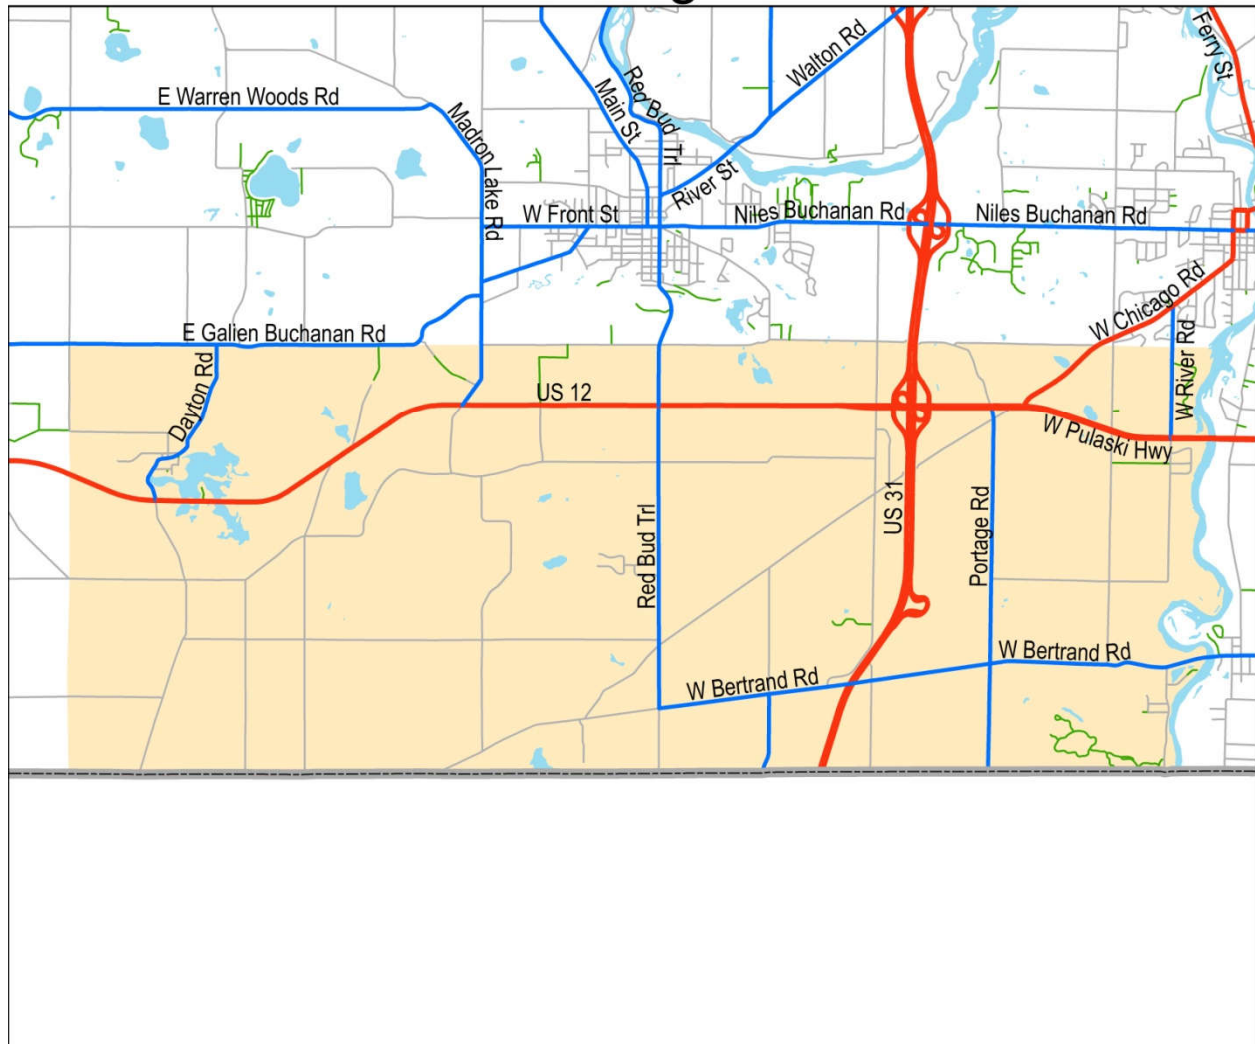 Ferry St
Walton Rd
Red Bud Trl
Main St
E Warren Woods Rd
Madron Lake Rd
River St
W Front St
Niles Buchanan Rd
Niles Buchanan Rd
W Chicago Rd
E Galien Buchanan Rd
W River Rd
Dayton Rd
US 12
W Pulaski Hwy
US 31
Portage Rd
Red Bud Trl
W Bertrand Rd
W Bertrand Rd